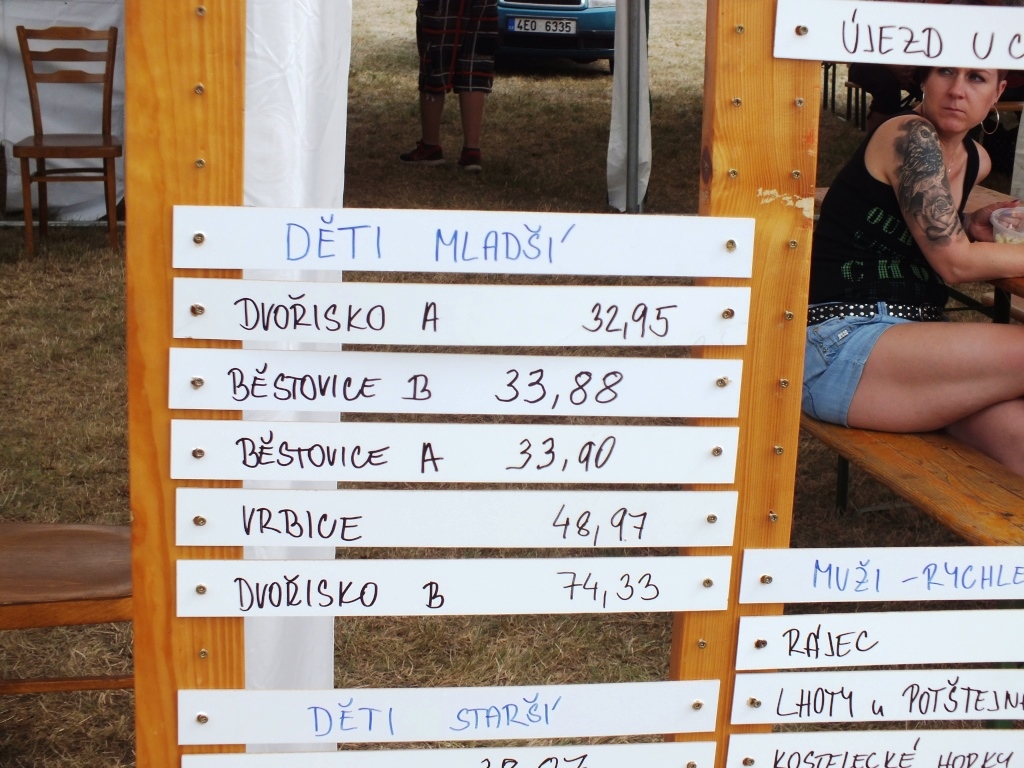 4E0 6335
ÚJEZD U
DĚTI MLADŠÍ
DVOŘISKO A 32,95
BĚSTOVICE B 33,88
BĚSTOVICE A 33,90
VRBICE 48,97
DVOŘISKO B 74,33
DĚTI STARŠÍ
MUŽI - RYCHLE
RÁJEC
LHOTY u POTŠTEJNA
KOSTELECKÉ HORKY